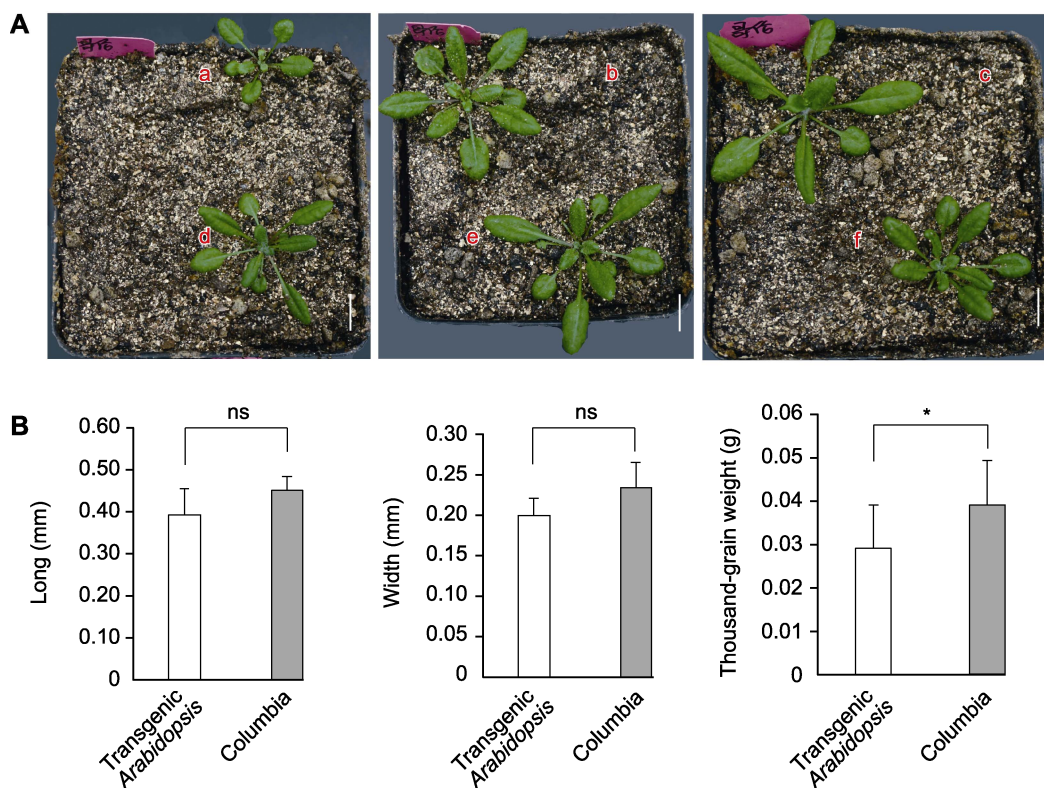 A
a
b
c
d
e
f
B
ns
0.60
0.50
0.40
0.30
0.20
0.10
0
Long (mm)
Transgenic
Arabidopsis
Columbia
ns
0.30
0.25
0.20
0.15
0.10
0.05
0
Width (mm)
Transgenic
Arabidopsis
Columbia
*
0.06
0.05
0.04
0.03
0.02
0.01
0
Thousand-grain weight (g)
Transgenic
Arabidopsis
Columbia